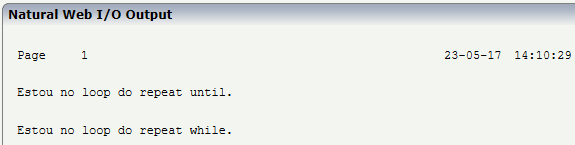 Natural Web I/O Output
Page 1 23-05-17 14:10:29
Estou no loop do repeat until.
Estou no loop do repeat while.